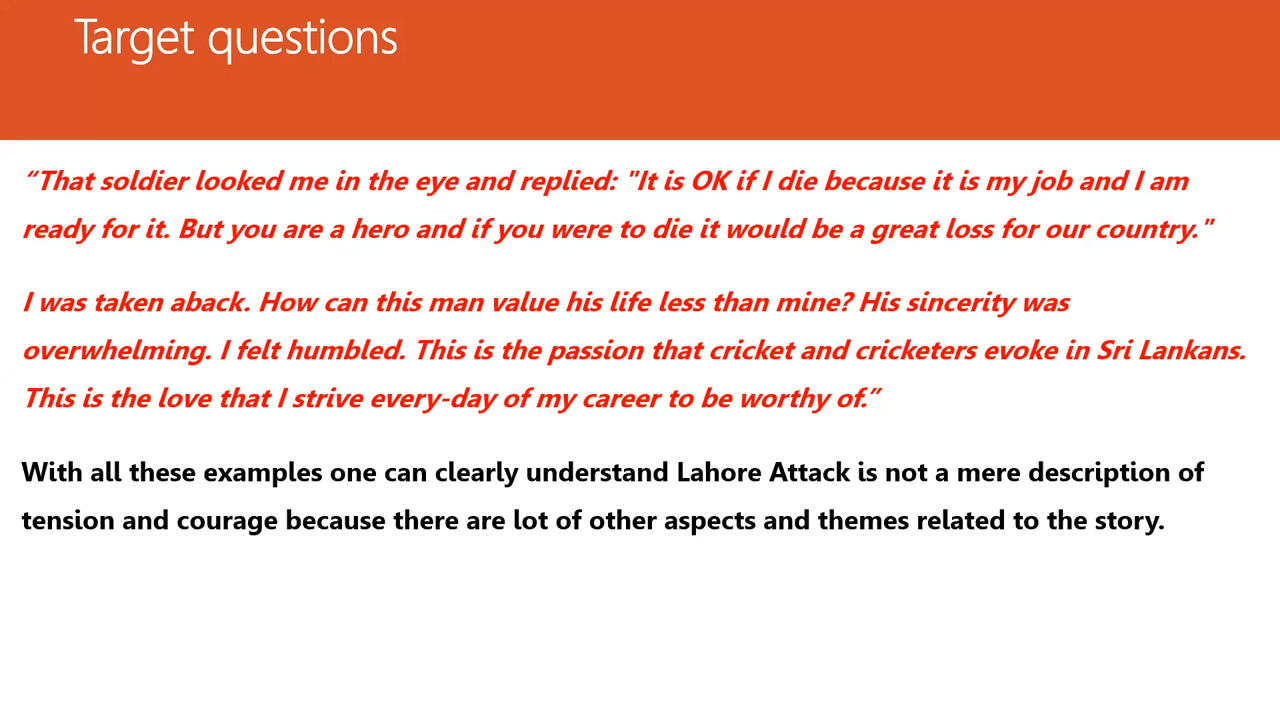 Target questions
“That soldier looked me in the eye and replied: "It is OK if I die because it is my job and I am
ready for it. But you are a hero and if you were to die it would be a great loss for our country."
I was taken aback. How can this man value his life less than mine? His sincerity was
overwhelming. I felt humbled. This is the passion that cricket and cricketers evoke in Sri Lankans.
This is the love that I strive every-day of my career to be worthy of.”
With all these examples one can clearly understand Lahore Attack is not a mere description of
tension and courage because there are lot of other aspects and themes related to the story.